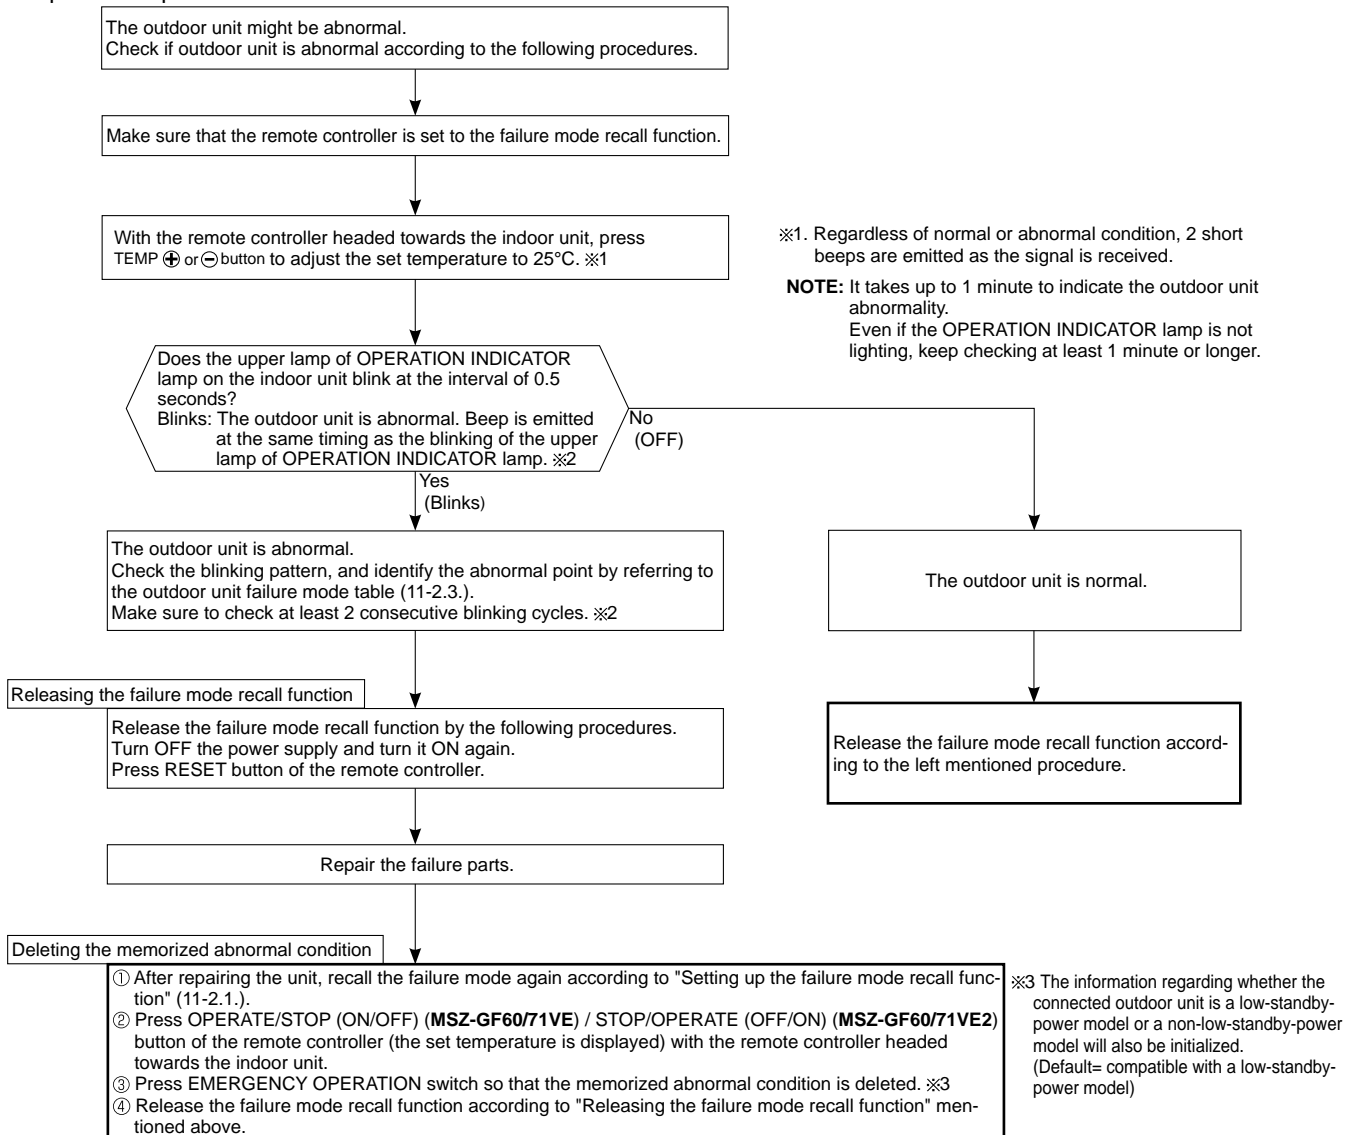 The outdoor unit might be abnormal.
Check if outdoor unit is abnormal according to the following procedures.
Make sure that the remote controller is set to the failure mode recall function.
With the remote controller headed towards the indoor unit, press
TEMP ⊕ or ⊖ button to adjust the set temperature to 25°C. ※1
※1. Regardless of normal or abnormal condition, 2 short
beeps are emitted as the signal is received.
NOTE: It takes up to 1 minute to indicate the outdoor unit
abnormality.
Even if the OPERATION INDICATOR lamp is not
lighting, keep checking at least 1 minute or longer.
Does the upper lamp of OPERATION INDICATOR
lamp on the indoor unit blink at the interval of 0.5
seconds?
Blinks: The outdoor unit is abnormal. Beep is emitted
at the same timing as the blinking of the upper
lamp of OPERATION INDICATOR lamp. ※2
No
(OFF)
Yes
(Blinks)
The outdoor unit is abnormal.
Check the blinking pattern, and identify the abnormal point by referring to
the outdoor unit failure mode table (11-2.3.).
Make sure to check at least 2 consecutive blinking cycles. ※2
The outdoor unit is normal.
Releasing the failure mode recall function
Release the failure mode recall function by the following procedures.
Turn OFF the power supply and turn it ON again.
Press RESET button of the remote controller.
Release the failure mode recall function accord-
ing to the left mentioned procedure.
Repair the failure parts.
Deleting the memorized abnormal condition
① After repairing the unit, recall the failure mode again according to "Setting up the failure mode recall func-
tion" (11-2.1.).
② Press OPERATE/STOP (ON/OFF) (MSZ-GF60/71VE) / STOP/OPERATE (OFF/ON) (MSZ-GF60/71VE2)
button of the remote controller (the set temperature is displayed) with the remote controller headed
towards the indoor unit.
③ Press EMERGENCY OPERATION switch so that the memorized abnormal condition is deleted. ※3
④ Release the failure mode recall function according to "Releasing the failure mode recall function" men-
tioned above.
※3 The information regarding whether the
connected outdoor unit is a low-standby-
power model or a non-low-standby-power
model will also be initialized.
(Default= compatible with a low-standby-
power model)